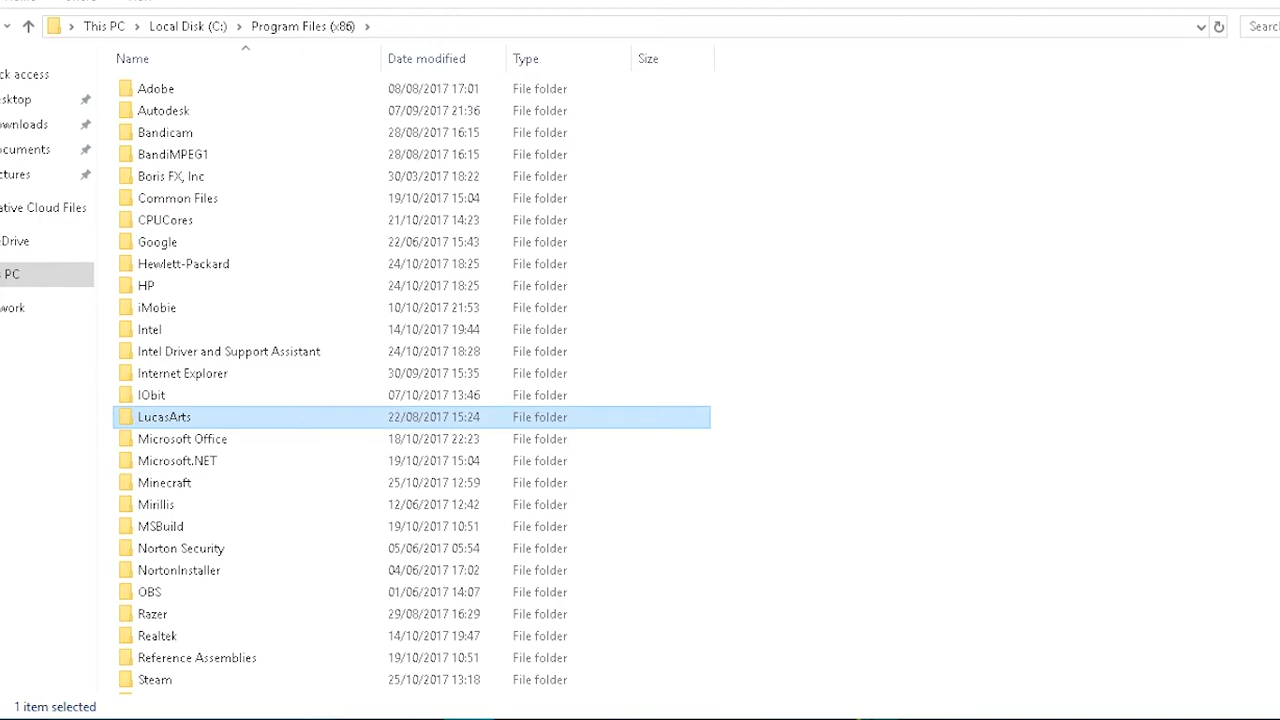 This PC > Local Disk (C:) > Program Files (x86) >
Searc
Name Date modified Type Size
ck access
esktop
ownloads
ocuments
ctures
ative Cloud Files
eDrive
s PC
work
Adobe 08/08/2017 17:01 File folder
Autodesk 07/09/2017 21:36 File folder
Bandicam 28/08/2017 16:15 File folder
BandiMPEG1 28/08/2017 16:15 File folder
Boris FX, Inc 30/03/2017 18:22 File folder
Common Files 19/10/2017 15:04 File folder
CPUCores 21/10/2017 14:23 File folder
Google 22/06/2017 15:43 File folder
Hewlett-Packard 24/10/2017 18:25 File folder
HP 24/10/2017 18:25 File folder
iMobie 10/10/2017 21:53 File folder
Intel 14/10/2017 19:44 File folder
Intel Driver and Support Assistant 24/10/2017 18:28 File folder
Internet Explorer 30/09/2017 15:35 File folder
IObit 07/10/2017 13:46 File folder
LucasArts 22/08/2017 15:24 File folder
Microsoft Office 18/10/2017 22:23 File folder
Microsoft.NET 19/10/2017 15:04 File folder
Minecraft 25/10/2017 12:59 File folder
Mirillis 12/06/2017 12:42 File folder
MSBuild 19/10/2017 10:51 File folder
Norton Security 05/06/2017 05:54 File folder
NortonInstaller 04/06/2017 17:02 File folder
OBS 01/06/2017 14:07 File folder
Razer 29/08/2017 16:29 File folder
Realtek 14/10/2017 19:47 File folder
Reference Assemblies 19/10/2017 10:51 File folder
Steam 25/10/2017 13:18 File folder
1 item selected